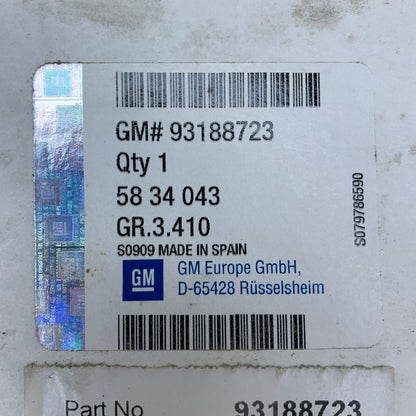 GM# 93188723
Qty 1
58 34 043
GR.3.410
S0909 MADE IN SPAIN
GM
GM Europe GmbH,
D-65428 Rüsselsheim
S079786590
GM
Part No
93188723